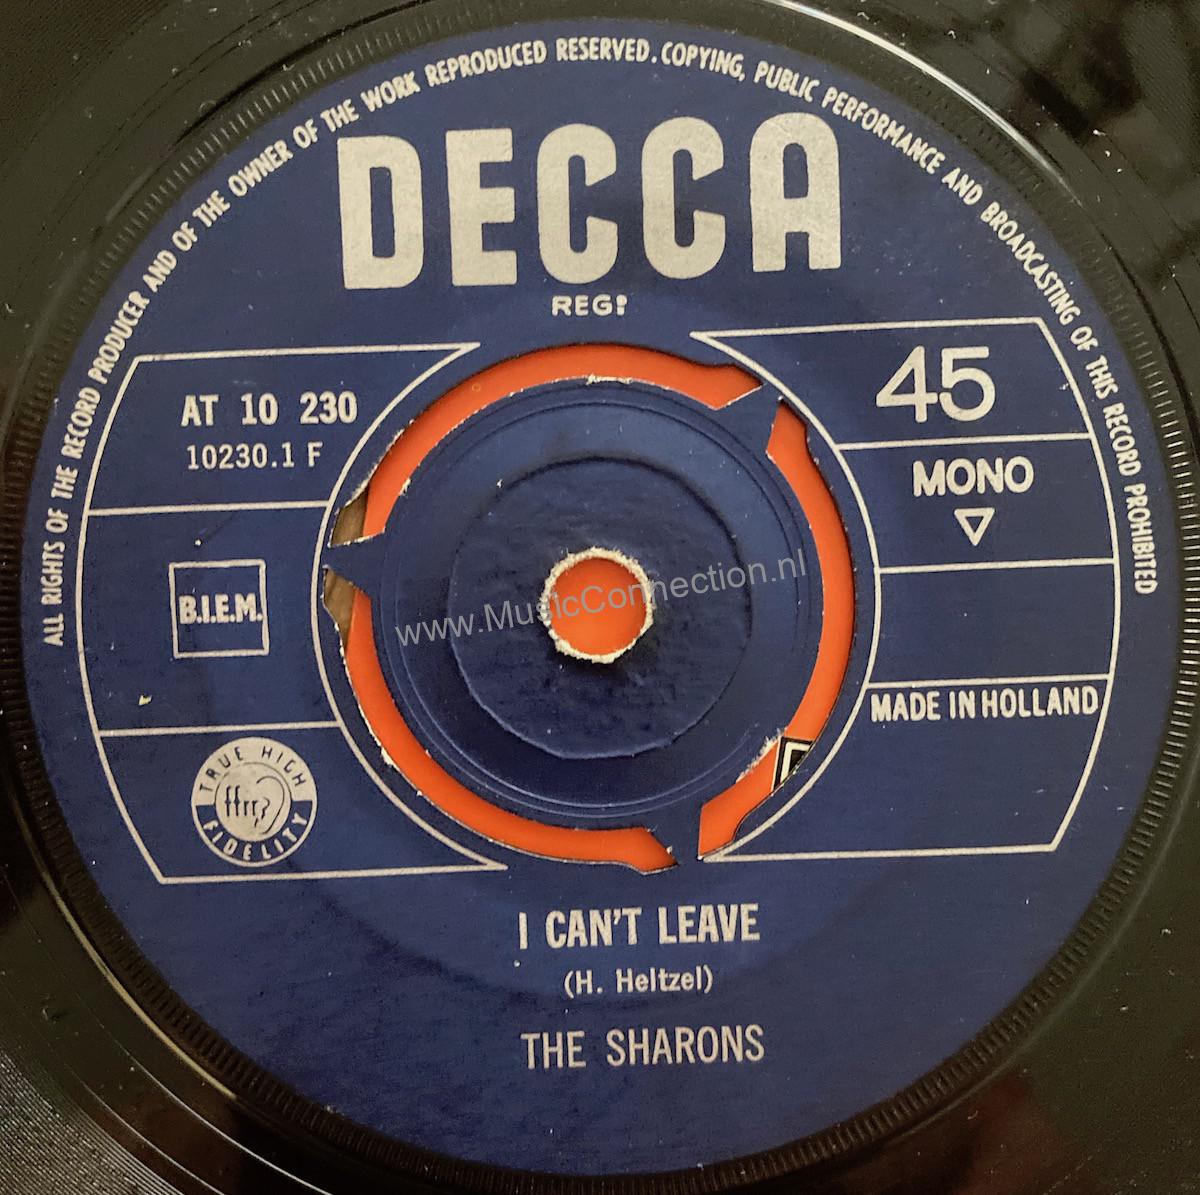 ALL RIGHTS OF THE RECORD PRODUCER AND OF THE OWNER OF THE WORK REPRODUCED RESERVED. COPYING, PUBLIC PERFORMANCE AND BROADCASTING OF THIS RECORD PROHIBITED
DECCA
REGD
AT 10 230
10230.1 F
45
MONO
B.I.E.M.
www.MusicConnection.nl
MADE IN HOLLAND
TRUE HIGH
ffrr
FIDELITY
I CAN'T LEAVE
(H. Heltzel)
THE SHARONS